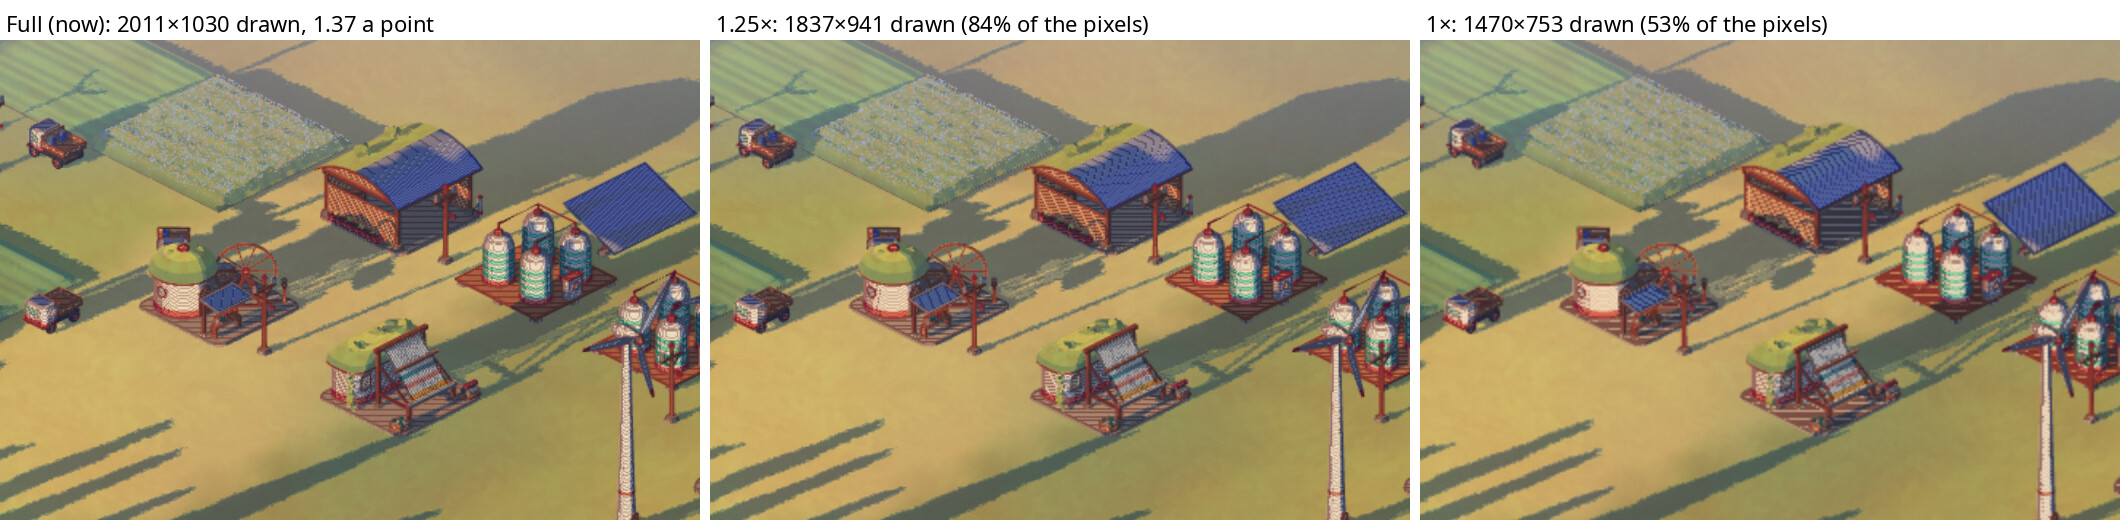 Full (now): 2011×1030 drawn, 1.37 a point
1.25×: 1837×941 drawn (84% of the pixels)
1×: 1470×753 drawn (53% of the pixels)